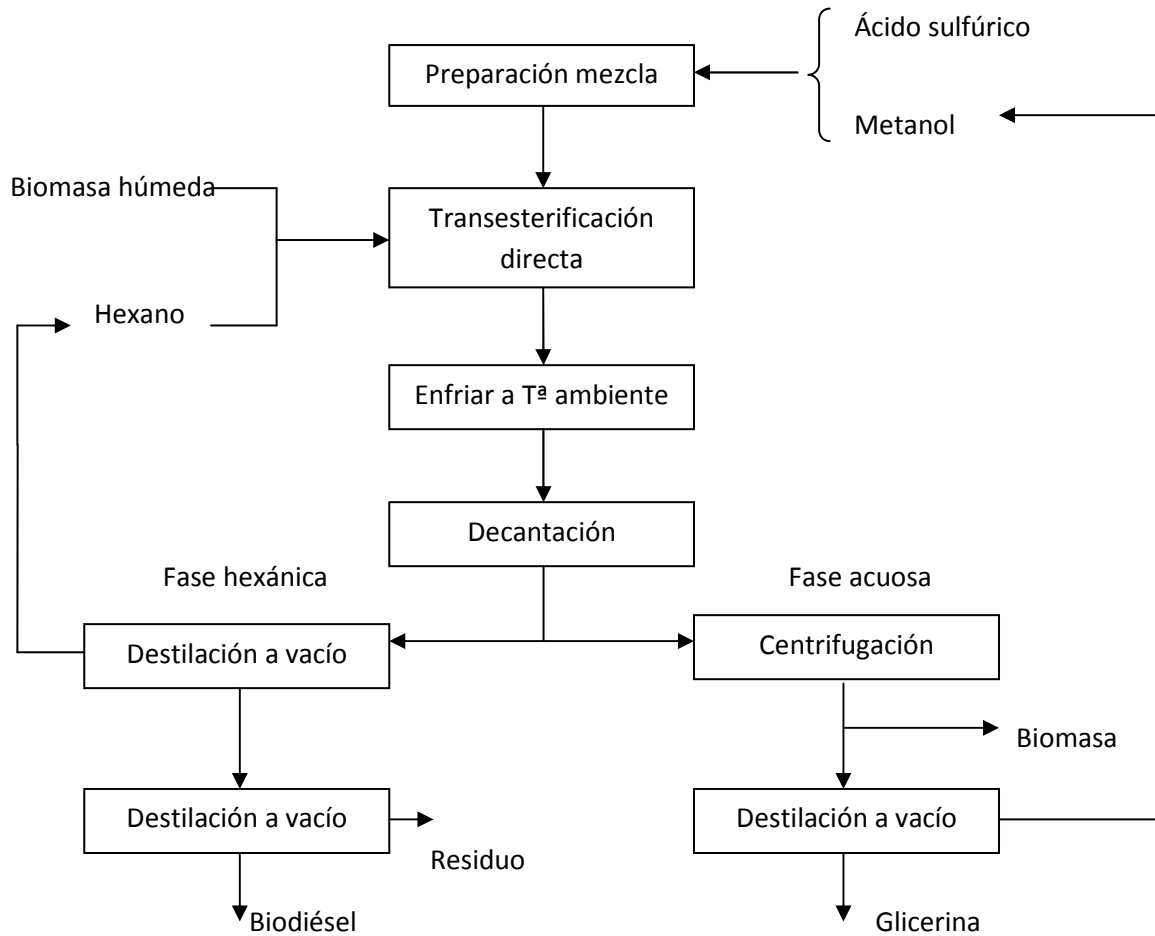 Ácido sulfúrico
Preparación mezcla
Metanol
Biomasa húmeda
Transesterificación
directa
Hexano
Enfriar a Tª ambiente
Decantación
Fase hexánica
Fase acuosa
Destilación a vacío
Centrifugación
Biomasa
Destilación a vacío
Destilación a vacío
Residuo
Biodiésel
Glicerina